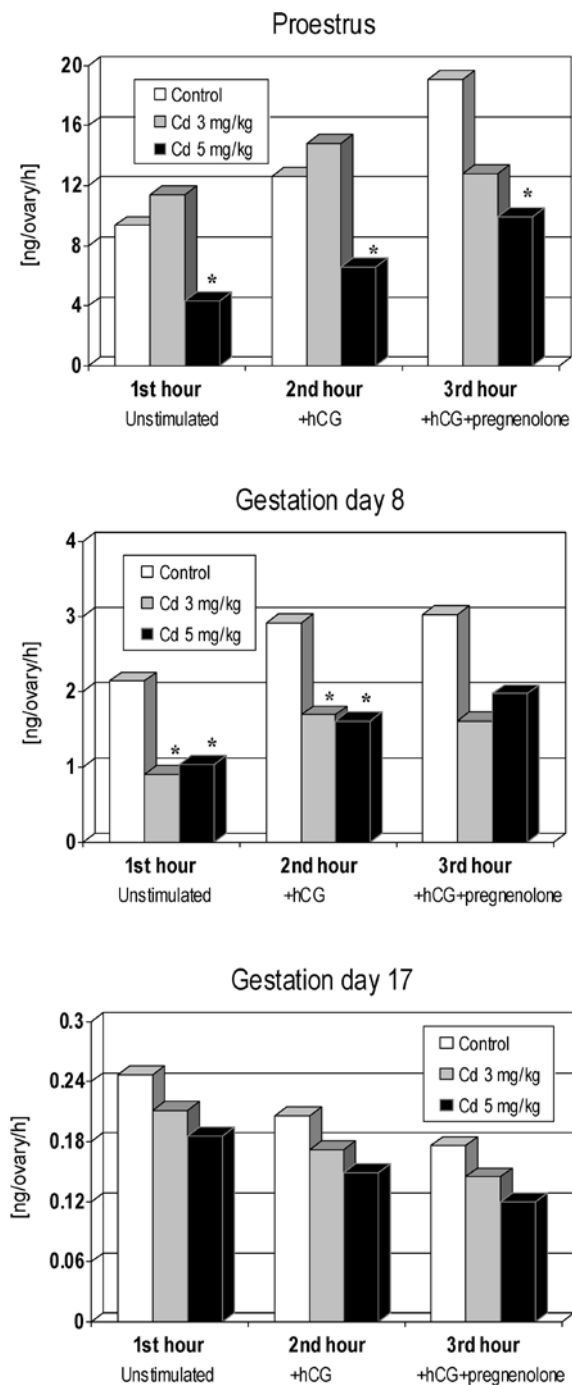 Proestrus
[ng/ovary/h]
20
16
12
8
4
0
Control
Cd 3 mg/kg
Cd 5 mg/kg
*
*
*
1st hour 2nd hour 3rd hour
Unstimulated +hCG +hCG+pregnenolone
Gestation day 8
[ng/ovary/h]
4
3
2
1
0
Control
Cd 3 mg/kg
Cd 5 mg/kg
* *
* *
1st hour 2nd hour 3rd hour
Unstimulated +hCG +hCG+pregnenolone
Gestation day 17
[ng/ovary/h]
0.3
0.24
0.18
0.12
0.06
0
Control
Cd 3 mg/kg
Cd 5 mg/kg
1st hour 2nd hour 3rd hour
Unstimulated +hCG +hCG+pregnenolone